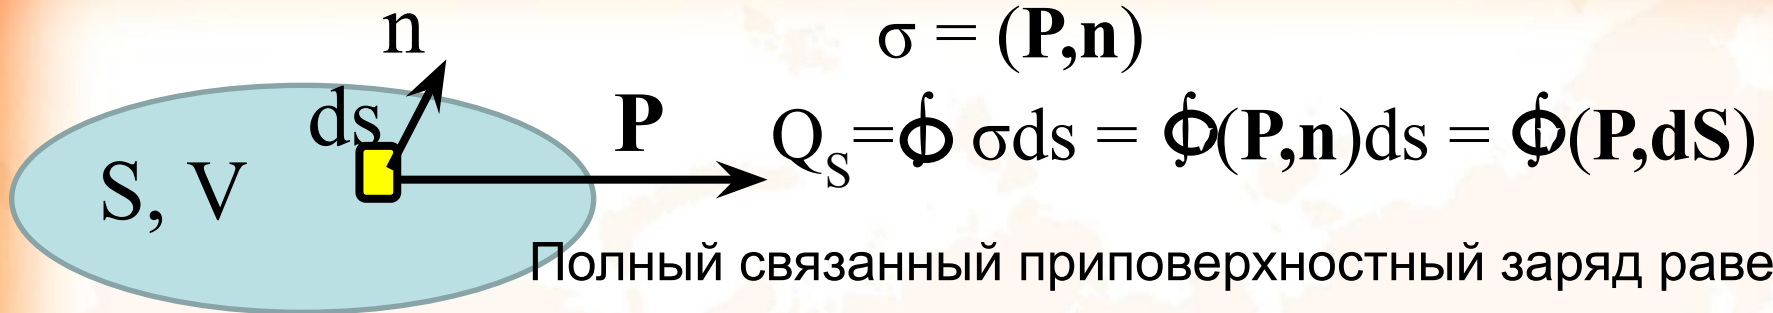 n
σ = (P,n)
ds
P
Q_S=∮ σds = ∮(P,n)ds = ∮(P,dS)
S, V
Полный связанный приповерхностный заряд раве